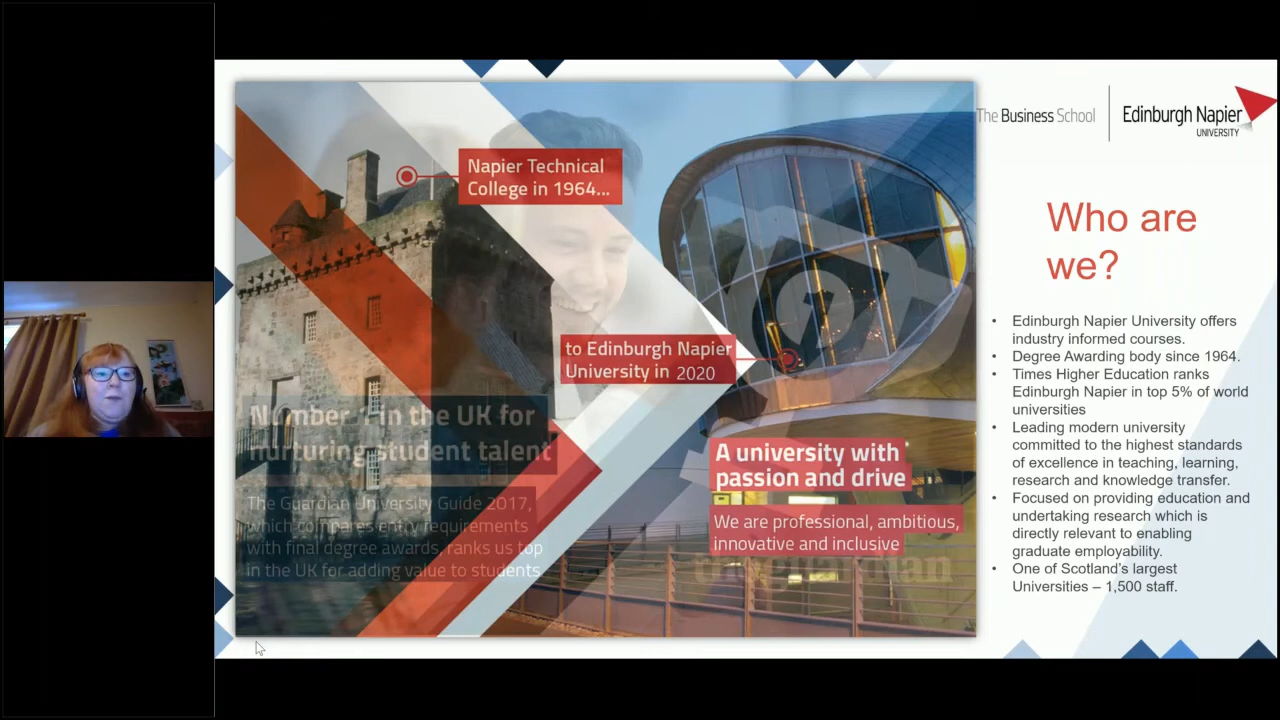 The Business School
Edinburgh Napier
UNIVERSITY
Napier Technical
College in 1964...
to Edinburgh Napier
University in 2020
Number 1 in the UK for
nurturing student talent
The Guardian University Guide 2017,
which compares entry requirements
with final degree awards, ranks us top
in the UK for adding value to students
A university with
passion and drive
We are professional, ambitious,
innovative and inclusive
theguardian
Who are
we?
• Edinburgh Napier University offers
industry informed courses.
• Degree Awarding body since 1964.
• Times Higher Education ranks
Edinburgh Napier in top 5% of world
universities
• Leading modern university
committed to the highest standards
of excellence in teaching, learning,
research and knowledge transfer.
• Focused on providing education and
undertaking research which is
directly relevant to enabling
graduate employability.
• One of Scotland's largest
Universities – 1,500 staff.